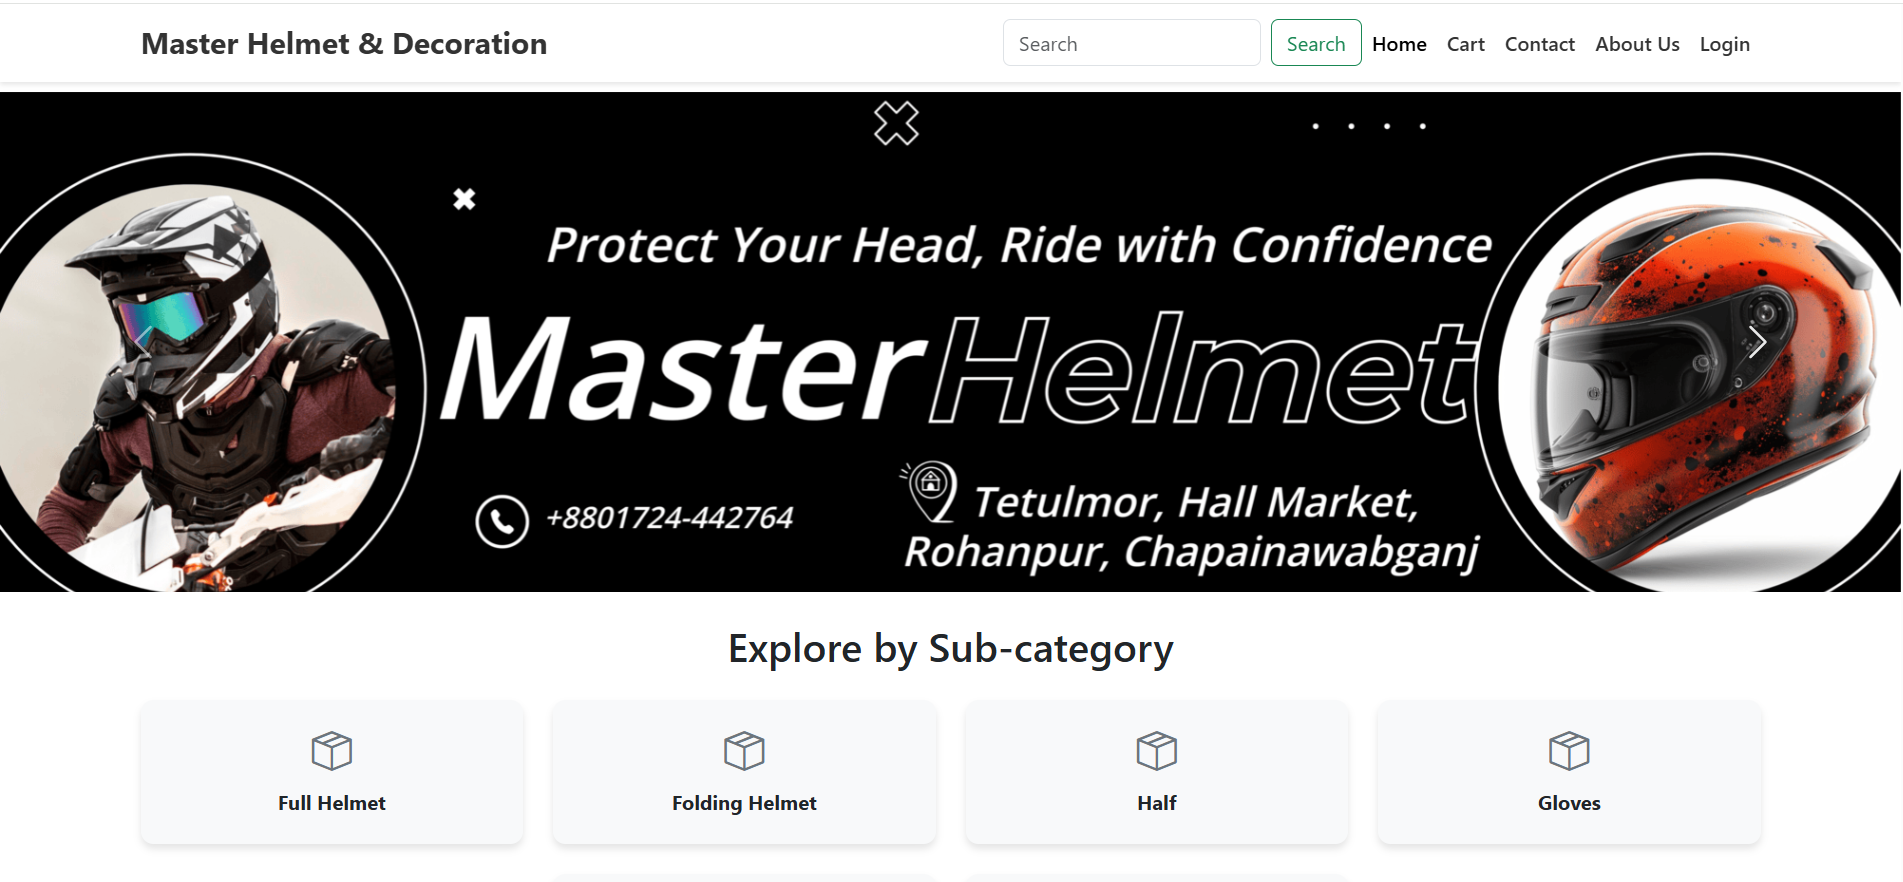 Master Helmet & Decoration
Search
Search
Home
Cart
Contact
About Us
Login
Protect Your Head, Ride with Confidence
MasterHelmet
+8801724-442764
Tetulmor, Hall Market,
Rohanpur, Chapainawabganj
Explore by Sub-category
Full Helmet
Folding Helmet
Half
Gloves